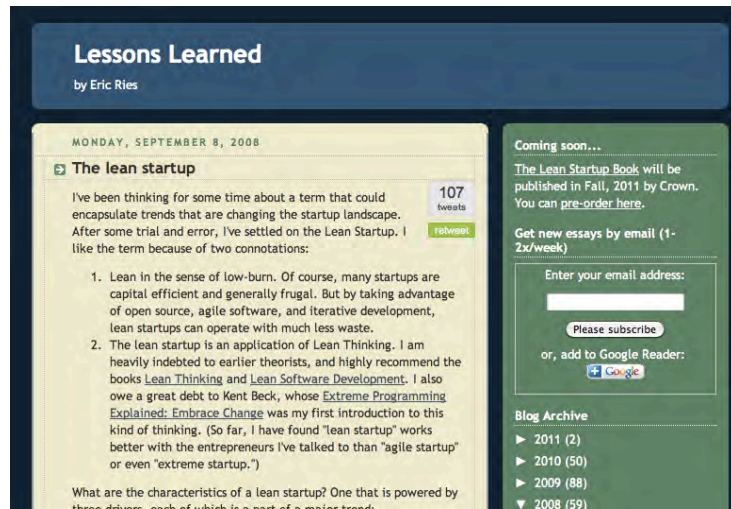 Lessons Learned
by Eric Ries
MONDAY, SEPTEMBER 8, 2008
The lean startup
I've been thinking for some time about a term that could
encapsulate trends that are changing the startup landscape.
After some trial and error, I've settled on the Lean Startup. I
like the term because of two connotations:
107
tweets
retweet
1. Lean in the sense of low-burn. Of course, many startups are
capital efficient and generally frugal. But by taking advantage
of open source, agile software, and iterative development,
lean startups can operate with much less waste.
2. The lean startup is an application of Lean Thinking. I am
heavily indebted to earlier theorists, and highly recommend the
books Lean Thinking and Lean Software Development. I also
owe a great debt to Kent Beck, whose Extreme Programming
Explained: Embrace Change was my first introduction to this
kind of thinking. (So far, I have found "lean startup" works
better with the entrepreneurs I've talked to than "agile startup"
or even "extreme startup.")
What are the characteristics of a lean startup? One that is powered by
three drivers, each of which is a part of a major trend:
Coming soon...
The Lean Startup Book will be
published in Fall, 2011 by Crown.
You can pre-order here.
Get new essays by email (1-
2x/week)
Enter your email address:
Please subscribe
or, add to Google Reader:
Google
Blog Archive
► 2011 (2)
► 2010 (50)
► 2009 (88)
▼ 2008 (59)